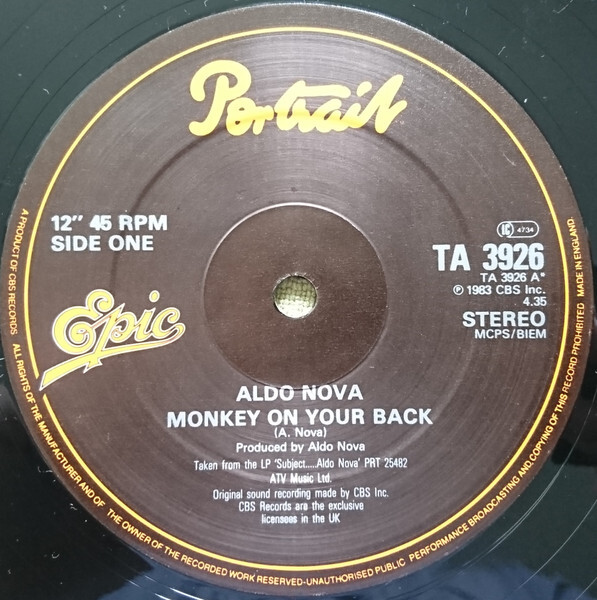 Portrait
12" 45 RPM
SIDE ONE
LC 4734
TA 3926
TA 3926 A*
℗ 1983 CBS Inc.
4.35
STEREO
MCPS/BIEM
Epic
ALDO NOVA
MONKEY ON YOUR BACK
(A. Nova)
Produced by Aldo Nova
Taken from the LP 'Subject.....Aldo Nova' PRT 25482
ATV Music Ltd.
Original sound recording made by CBS Inc.
CBS Records are the exclusive
licensees in the UK
A PRODUCT OF CBS RECORDS ALL RIGHTS OF THE MANUFACTURER AND OF THE OWNER OF THE RECORDED WORK RESERVED-UNAUTHORISED PUBLIC PERFORMANCE BROADCASTING AND COPYING OF THIS RECORD PROHIBITED MADE IN ENGLAND.